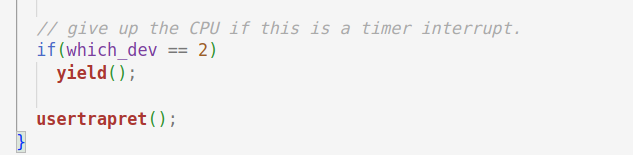 // give up the CPU if this is a timer interrupt.
if(which_dev == 2)
yield();
usertrapret();
}